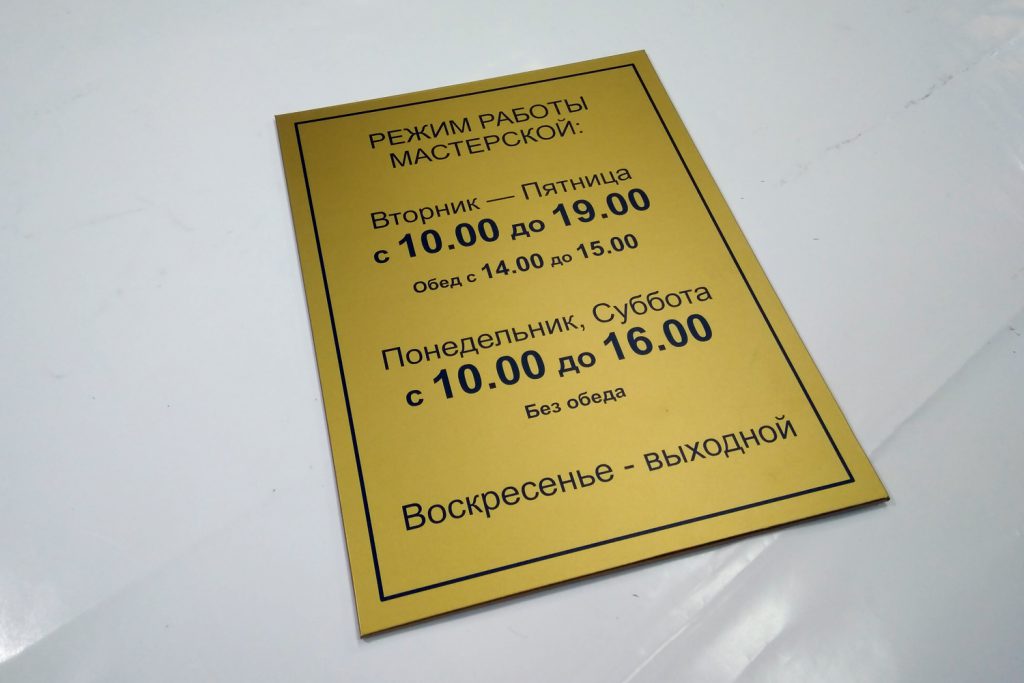 РЕЖИМ РАБОТЫ
МАСТЕРСКОЙ:
Вторник — Пятница
с 10.00 до 19.00
Обед с 14.00 до 15.00
Понедельник, Суббота
с 10.00 до 16.00
Без обеда
Воскресенье - выходной